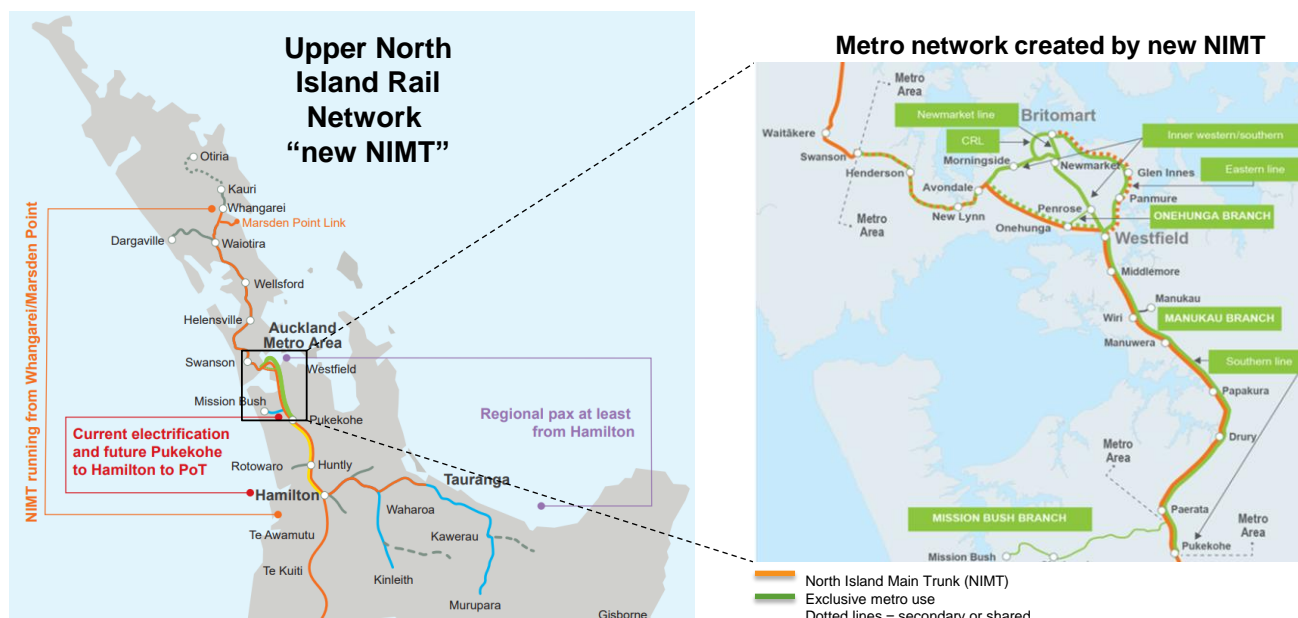 Upper North
Island Rail
Network
“new NIMT”
Otiria
Kauri
Whangarei
Marsden Point Link
Dargaville
Waiotira
Wellsford
Helensville
Auckland
Metro Area
Swanson
Westfield
Mission Bush
Pukekohe
NIMT running from Whangarei/Marsden Point
Current electrification
and future Pukekohe
to Hamilton to PoT
Regional pax at least
from Hamilton
Rotowaro
Huntly
Hamilton
Tauranga
Waharoa
Te Awamutu
Kawerau
Te Kuiti
Kinleith
Murupara
Gisborne
Metro network created by new NIMT
Metro
Area
Newmarket line
Britomart
Waitākere
CRL
Inner western/southern
Swanson
Morningside
Newmarket
Henderson
Glen Innes
Eastern line
Avondale
Panmure
New Lynn
Penrose
ONEHUNGA BRANCH
Metro
Area
Onehunga
Westfield
Middlemore
Manukau
Wiri
MANUKAU BRANCH
Manuwera
Southern line
Papakura
Drury
Metro
Area
Paerata
MISSION BUSH BRANCH
Metro
Area
Pukekohe
Mission Bush
North Island Main Trunk (NIMT)
Exclusive metro use
Dotted lines – secondary or shared